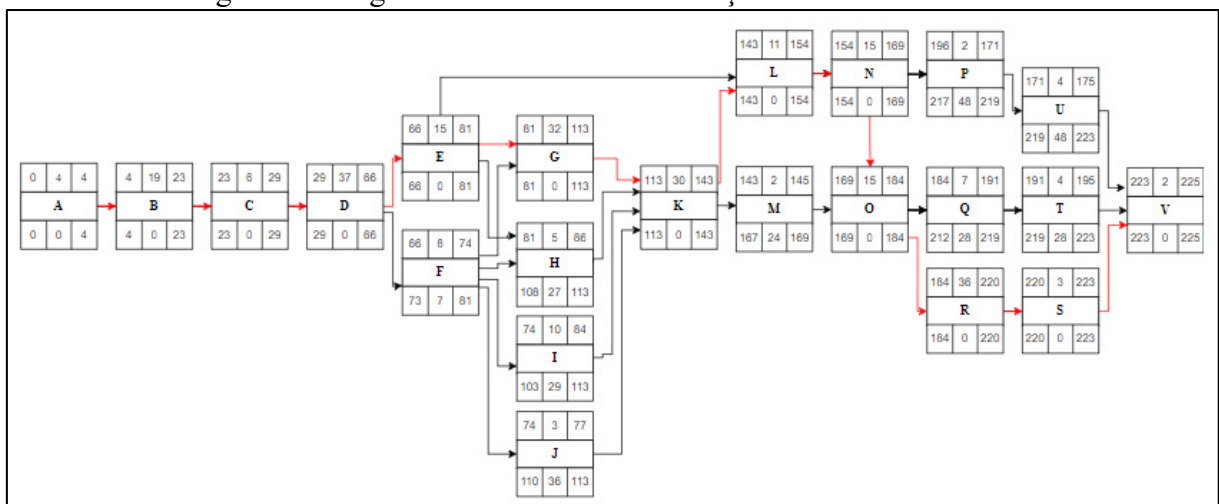 0 4 4
A
0 0 4
4 19 23
B
4 0 23
23 6 29
C
23 0 29
29 37 66
D
29 0 66
66 15 81
E
66 0 81
66 8 74
F
73 7 81
81 32 113
G
81 0 113
81 5 86
H
108 27 113
74 10 84
I
103 29 113
74 3 77
J
110 36 113
113 30 143
K
113 0 143
143 11 154
L
143 0 154
143 2 145
M
167 24 169
154 15 169
N
154 0 169
169 15 184
O
169 0 184
196 2 171
P
217 48 219
184 7 191
Q
212 28 219
184 36 220
R
184 0 220
171 4 175
U
219 48 223
191 4 195
T
219 28 223
220 3 223
S
220 0 223
223 2 225
V
223 0 225